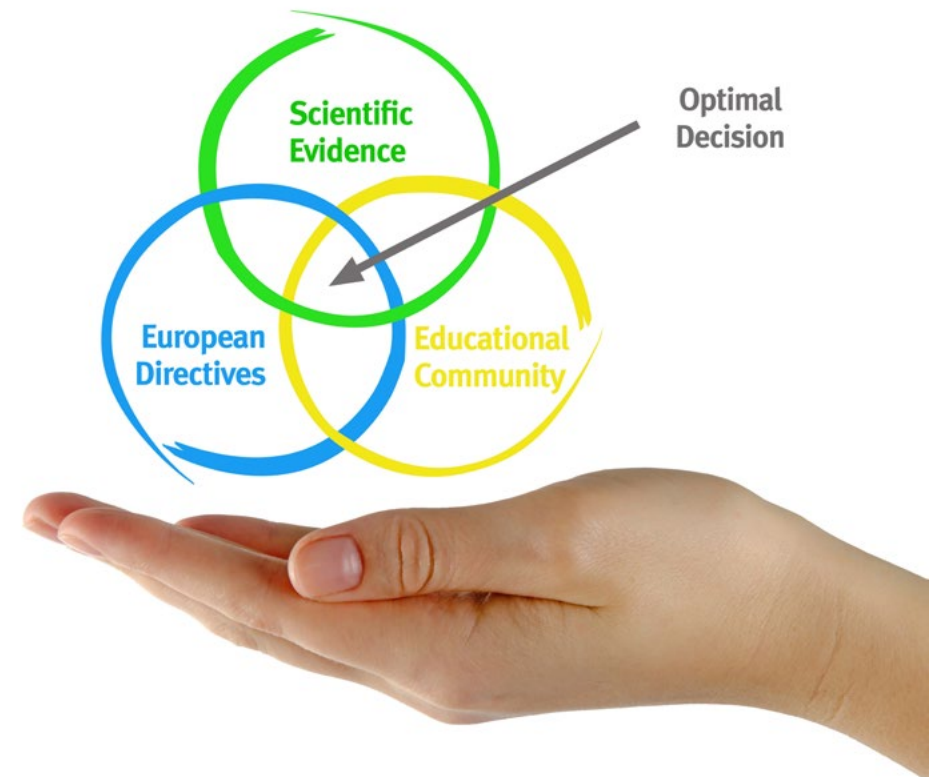 Scientific
Evidence
Optimal
Decision
European
Directives
Educational
Community